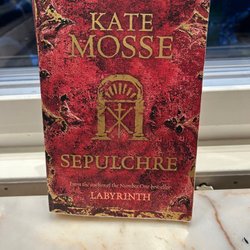 KATE
MOSSE
SEPULCHRE
From the author of the Number One bestseller
LABYRINTH